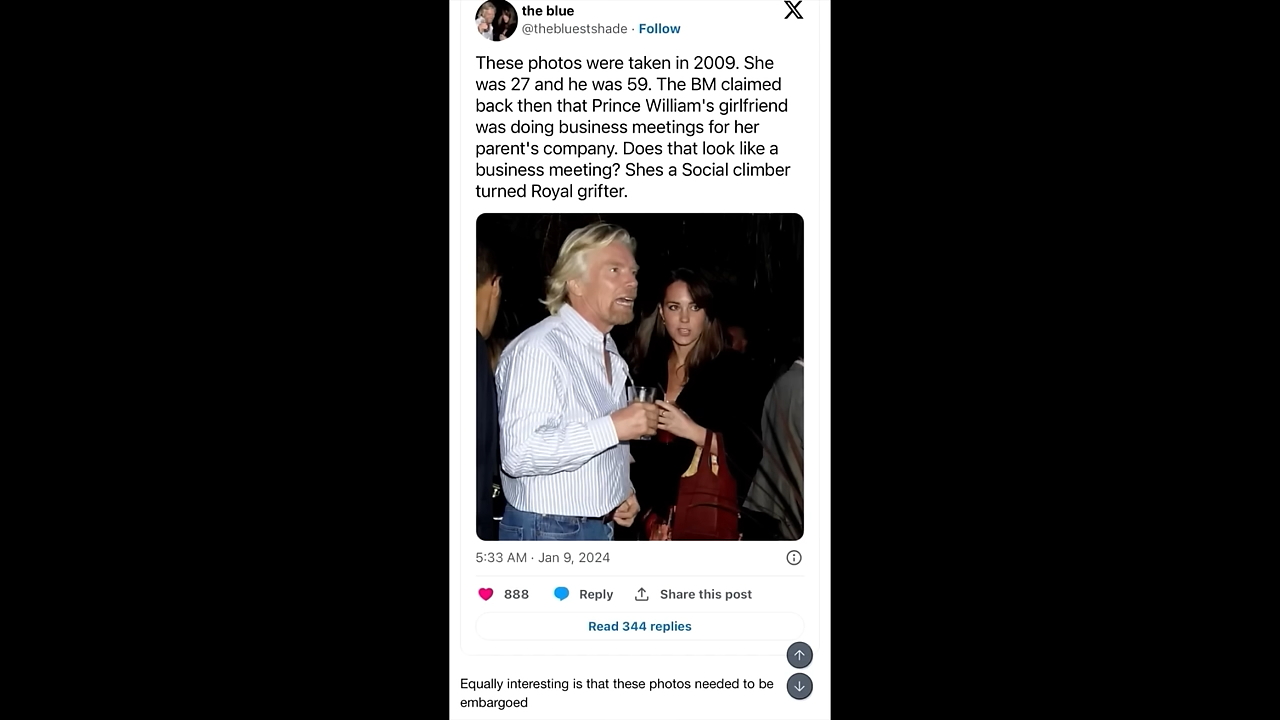 the blue
@thebluestshade · Follow
These photos were taken in 2009. She
was 27 and he was 59. The BM claimed
back then that Prince William's girlfriend
was doing business meetings for her
parent's company. Does that look like a
business meeting? Shes a Social climber
turned Royal grifter.
5:33 AM · Jan 9, 2024
888 Reply Share this post
Read 344 replies
Equally interesting is that these photos needed to be
embargoed